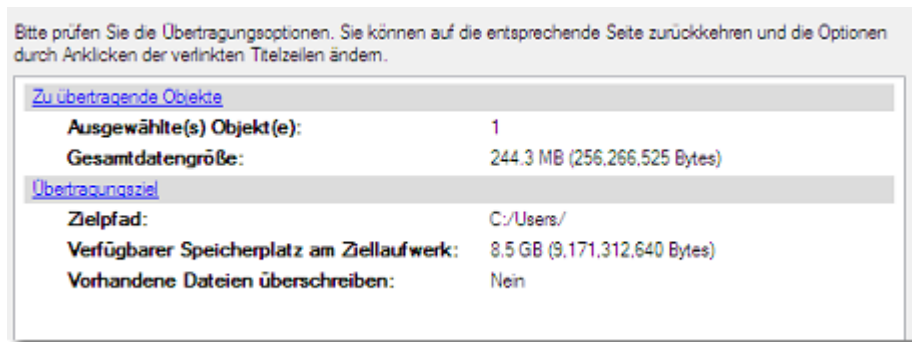 Bitte prüfen Sie die Übertragungsoptionen. Sie können auf die entsprechende Seite zurückkehren und die Optionen
durch Anklicken der verlinkten Titelzeilen ändern.
Zu übertragende Objekte
Ausgewählte(s) Objekt(e): 1
Gesamtdatengröße: 244.3 MB (256,266,525 Bytes)
Übertragungsziel
Zielpfad: C:/Users/
Verfügbarer Speicherplatz am Ziellaufwerk: 8.5 GB (9,171,312,640 Bytes)
Vorhandene Dateien überschreiben: Nein